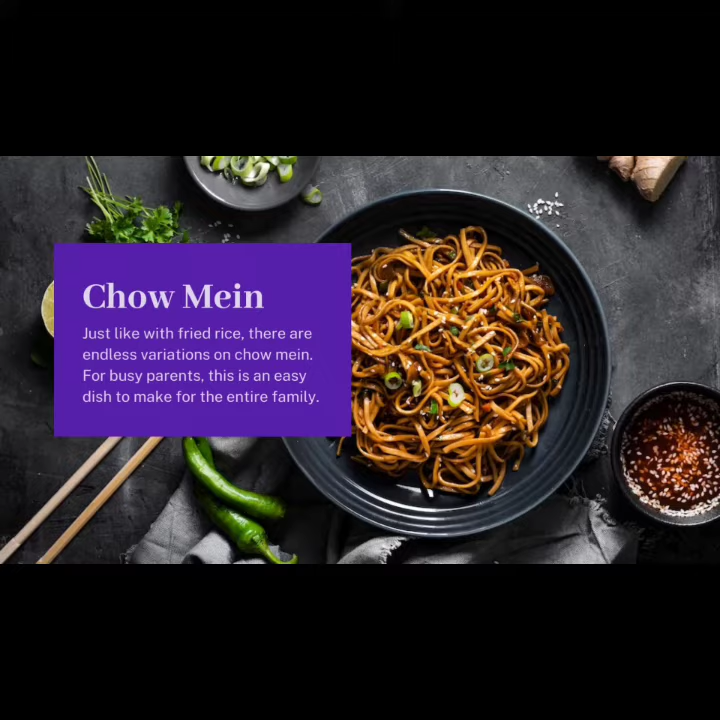 Chow Mein
Just like with fried rice, there are
endless variations on chow mein.
For busy parents, this is an easy
dish to make for the entire family.